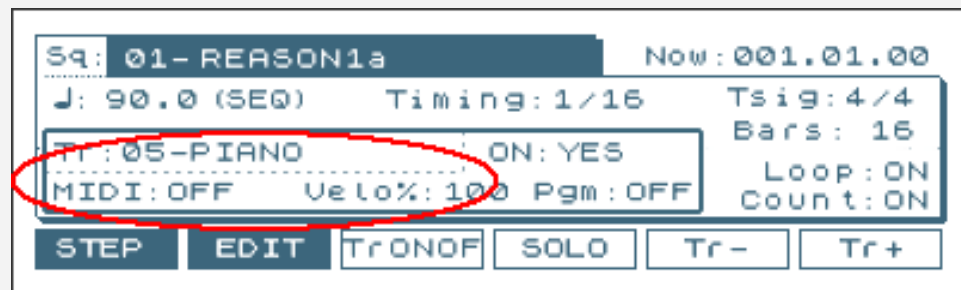 Sq: 01-REASON1a Now:001.01.00
♩: 90.0 (SEQ) Timing:1/16 Tsig:4/4
Bars: 16
Tr:05-PIANO ON:YES
Loop:ON
MIDI:OFF Velo%:100 Pgm:OFF
Count:ON
STEP EDIT TrONOF SOLO Tr- Tr+